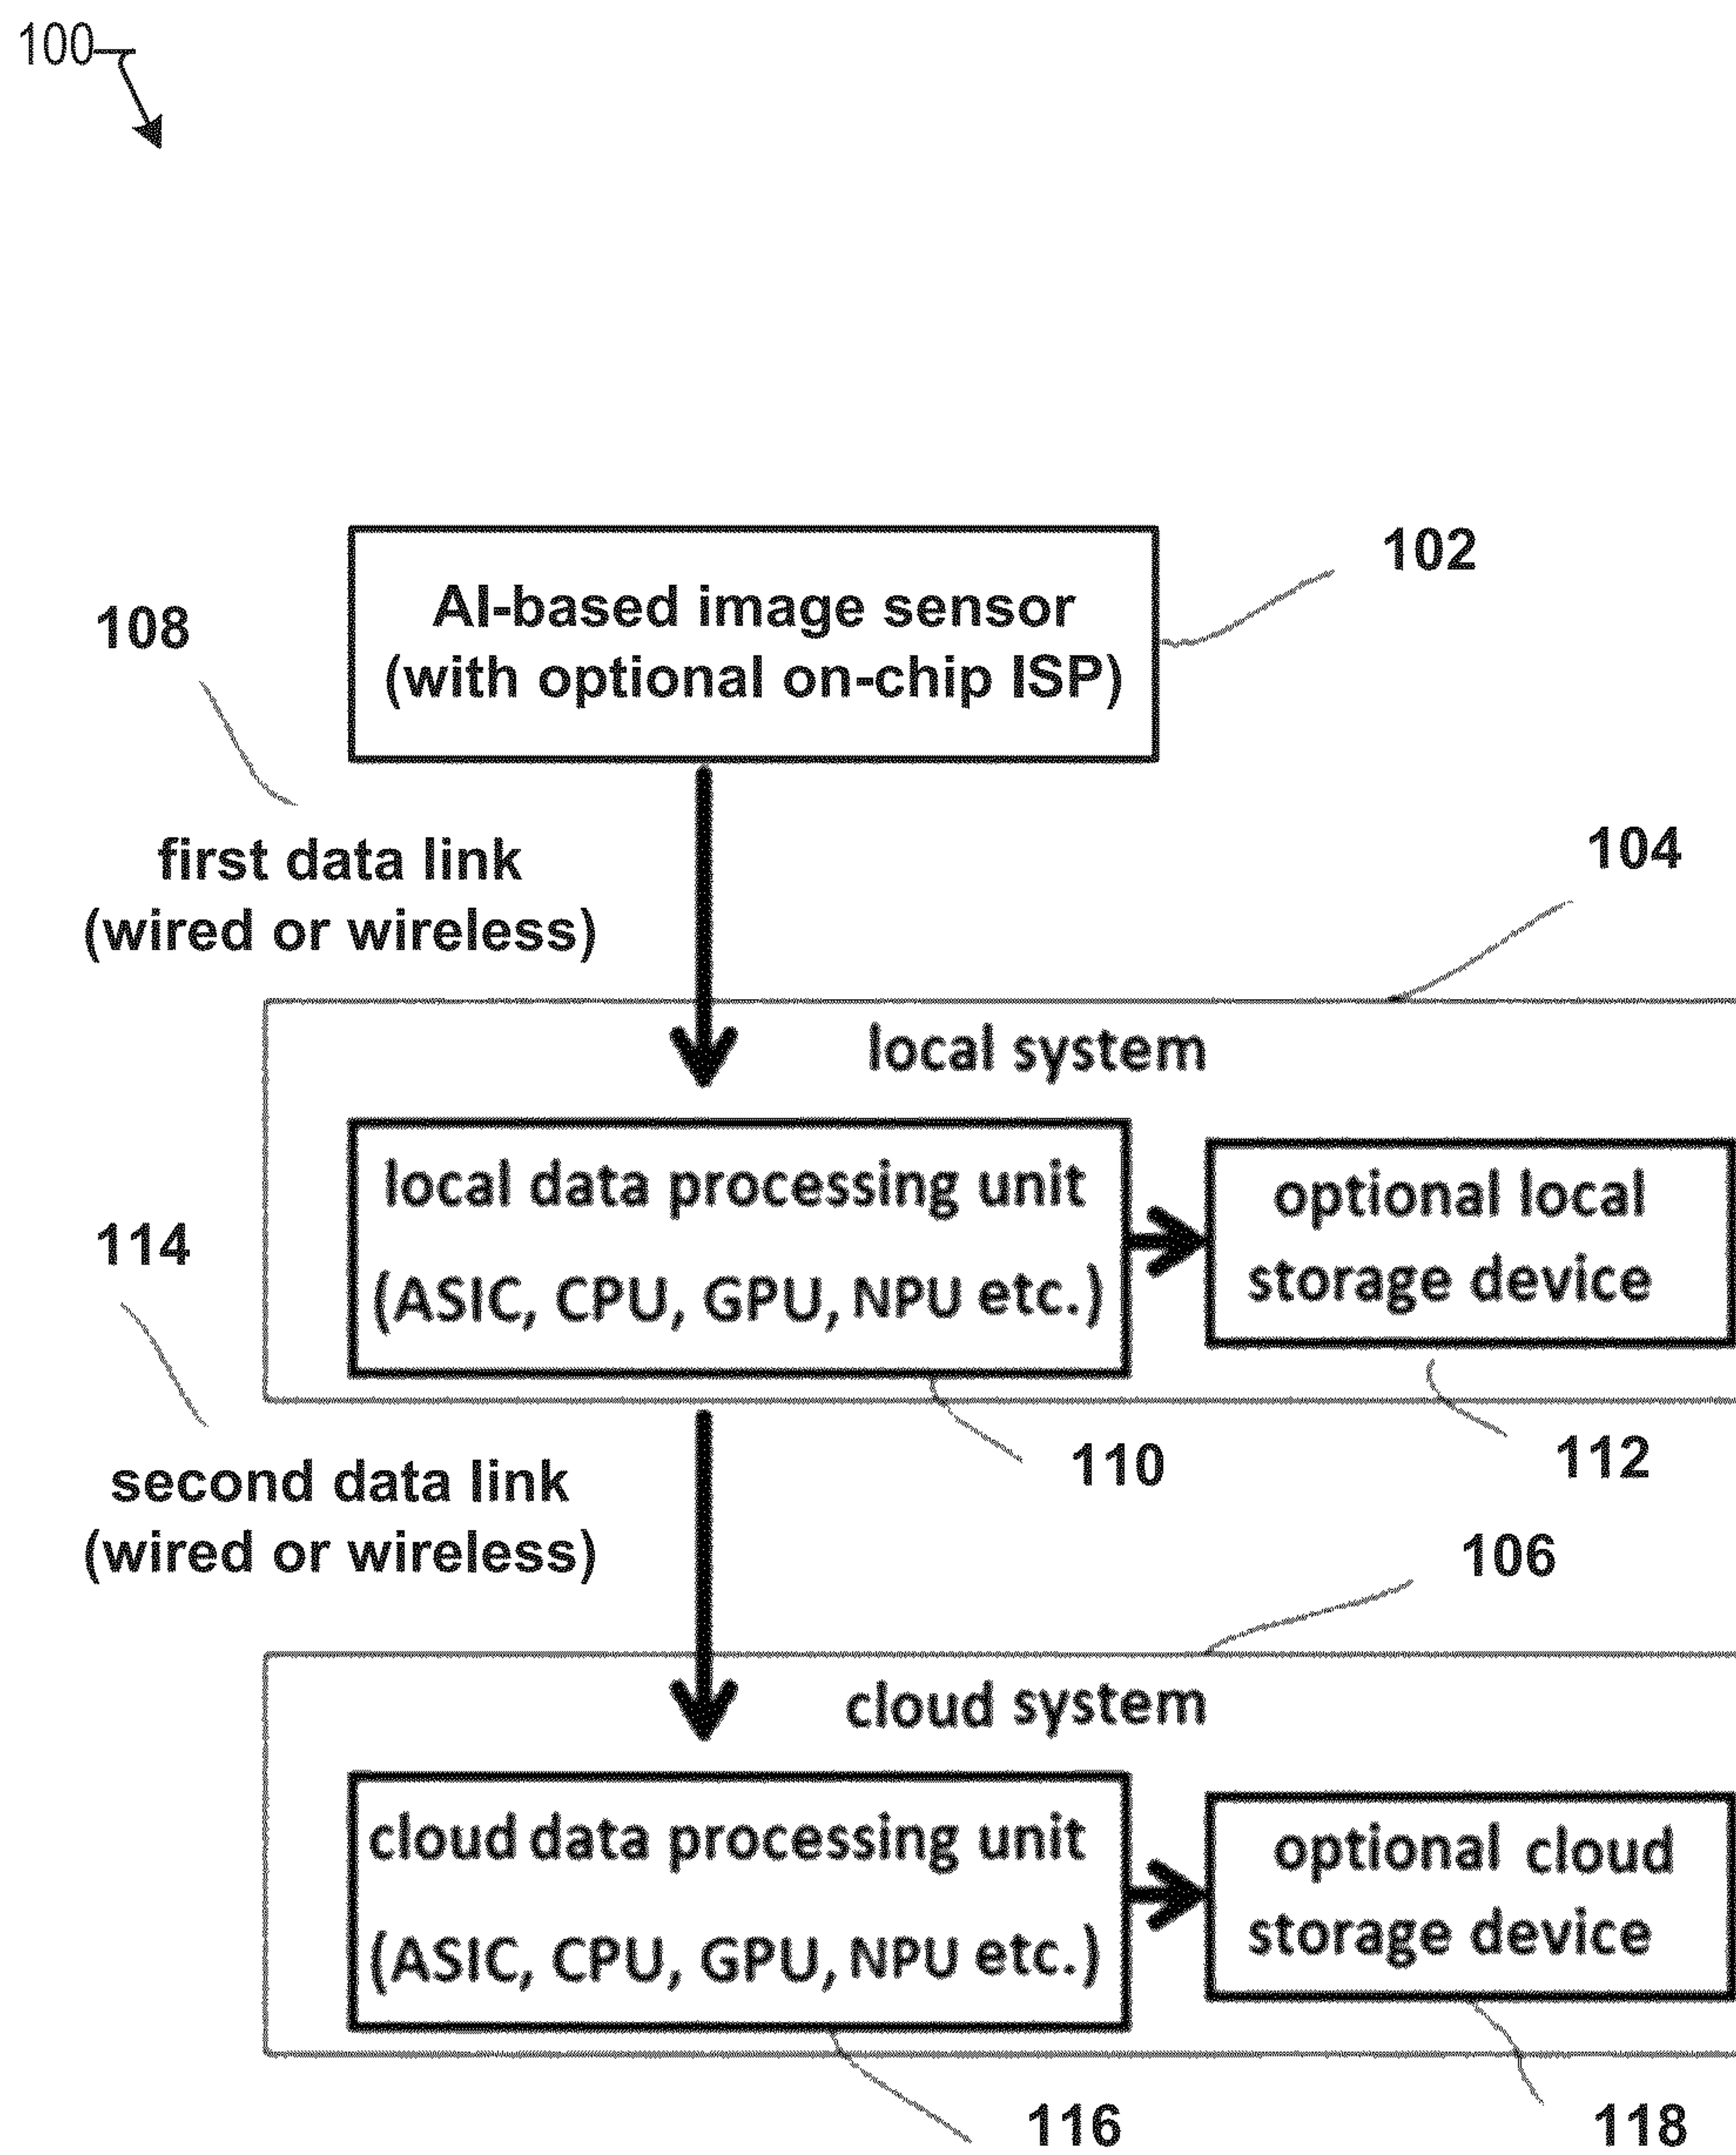 100
102
AI-based image sensor
(with optional on-chip ISP)
108
first data link
(wired or wireless)
104
local system
local data processing unit
(ASIC, CPU, GPU, NPU etc.)
optional local
storage device
114
110
112
second data link
(wired or wireless)
106
cloud system
cloud data processing unit
(ASIC, CPU, GPU, NPU etc.)
optional cloud
storage device
116
118